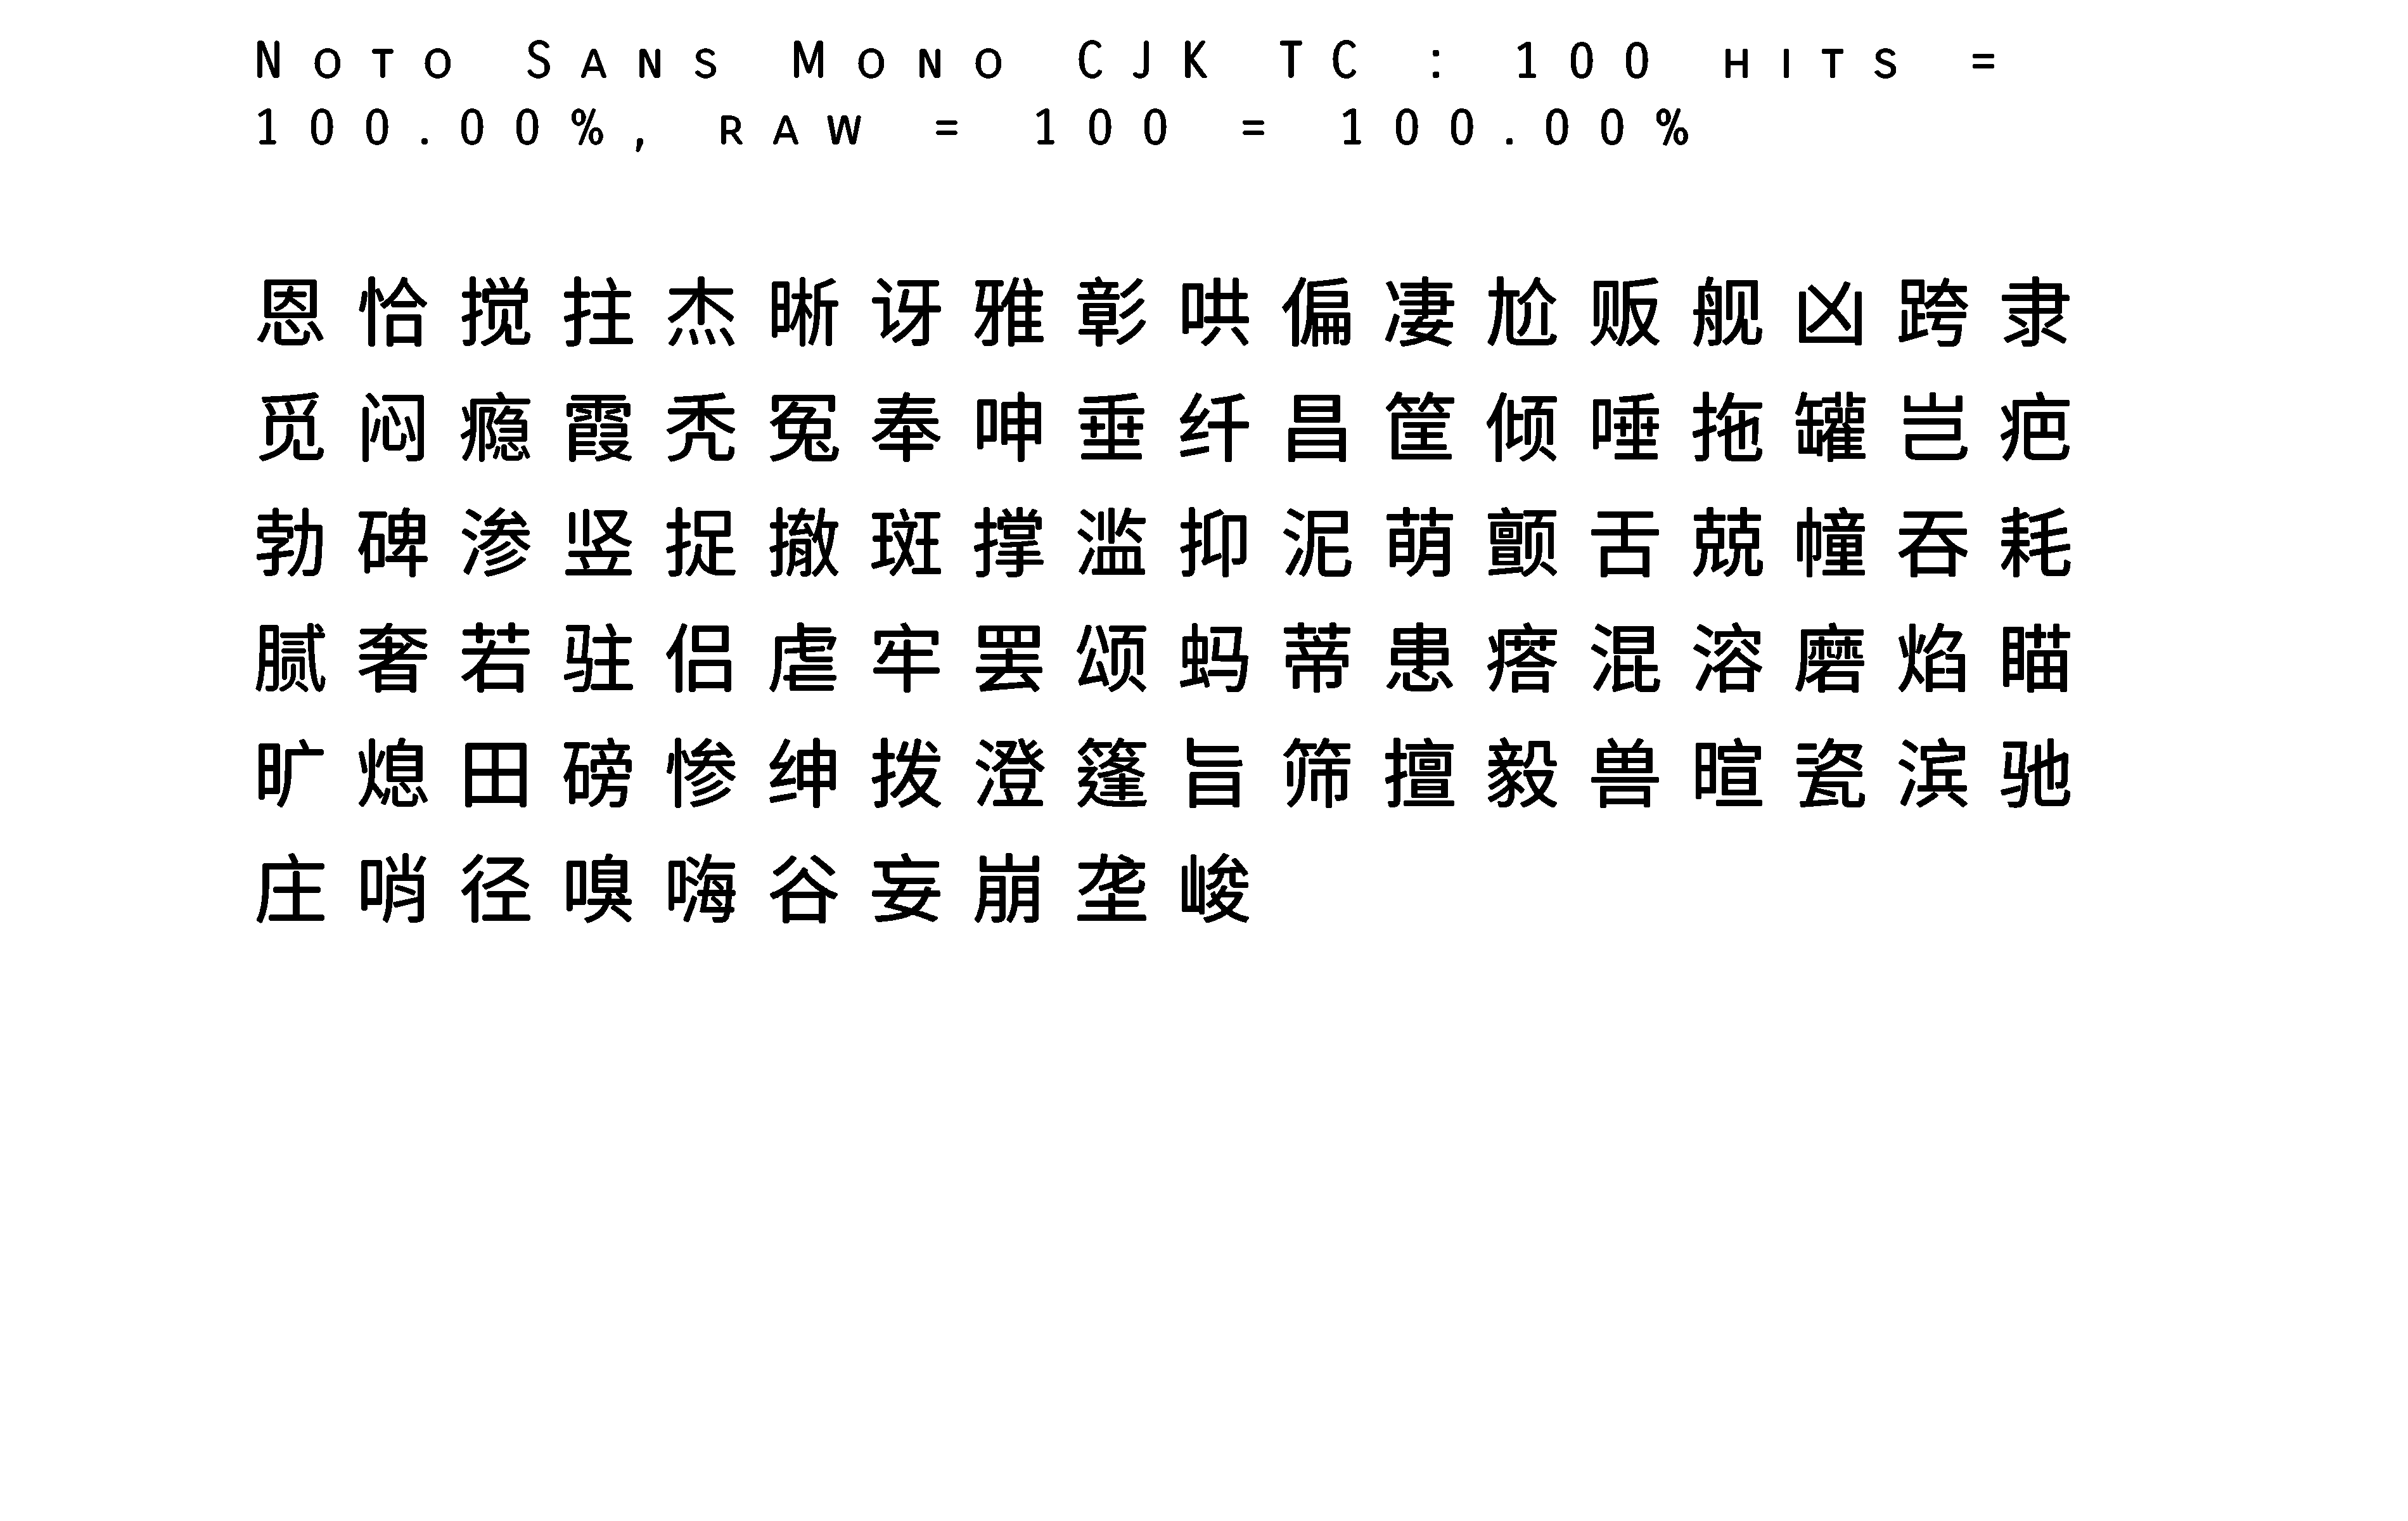 Noto Sans Mono CJK TC : 100 hits =
100.00%, raw = 100 = 100.00%
恩恰搅拄杰晰讶雅彰哄偏凄尬贩舰凶跨隶
觅闷瘾霞秃冤奉呻垂纤昌筐倾唾拖罐岂疤
勃碑渗竖捉撤斑撑滥抑泥萌颤舌兢幢吞耗
腻奢若驻侣虐牢罢颂蚂蒂患瘩混溶磨焰瞄
旷熄田磅惨绅拨澄篷旨筛擅毅兽暄瓷滨驰
庄哨径嗅嗨谷妄崩垄峻